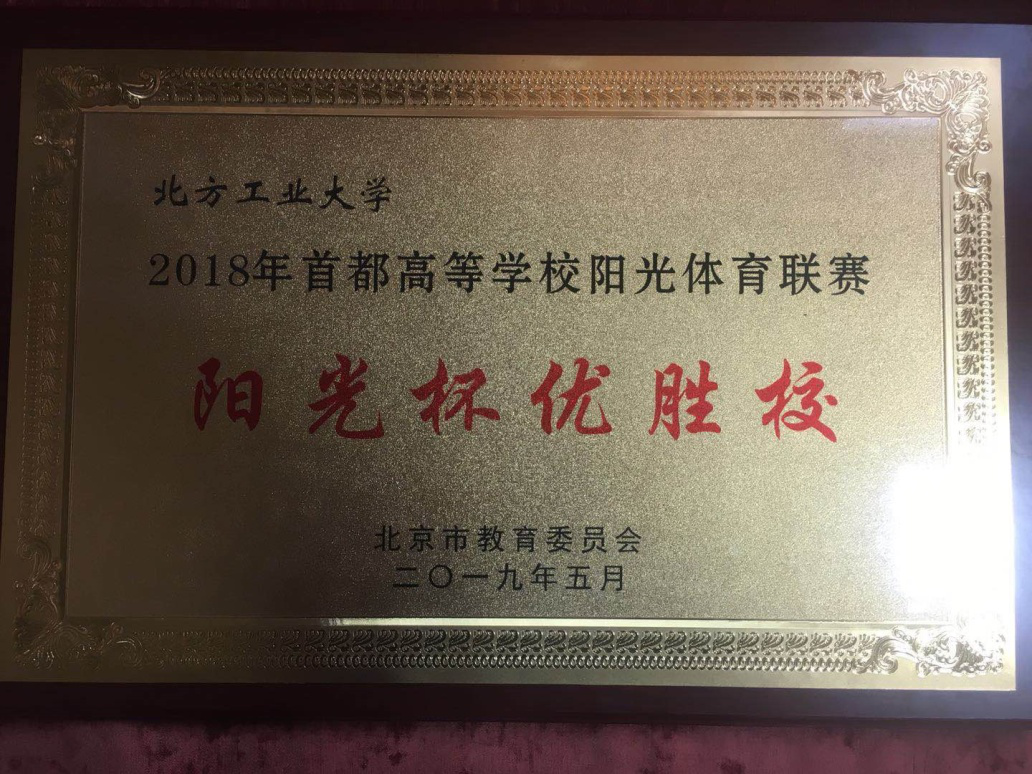 北方工业大学
2018年首都高等学校阳光体育联赛
阳光杯优胜校
北京市教育委员会
二〇一九年五月